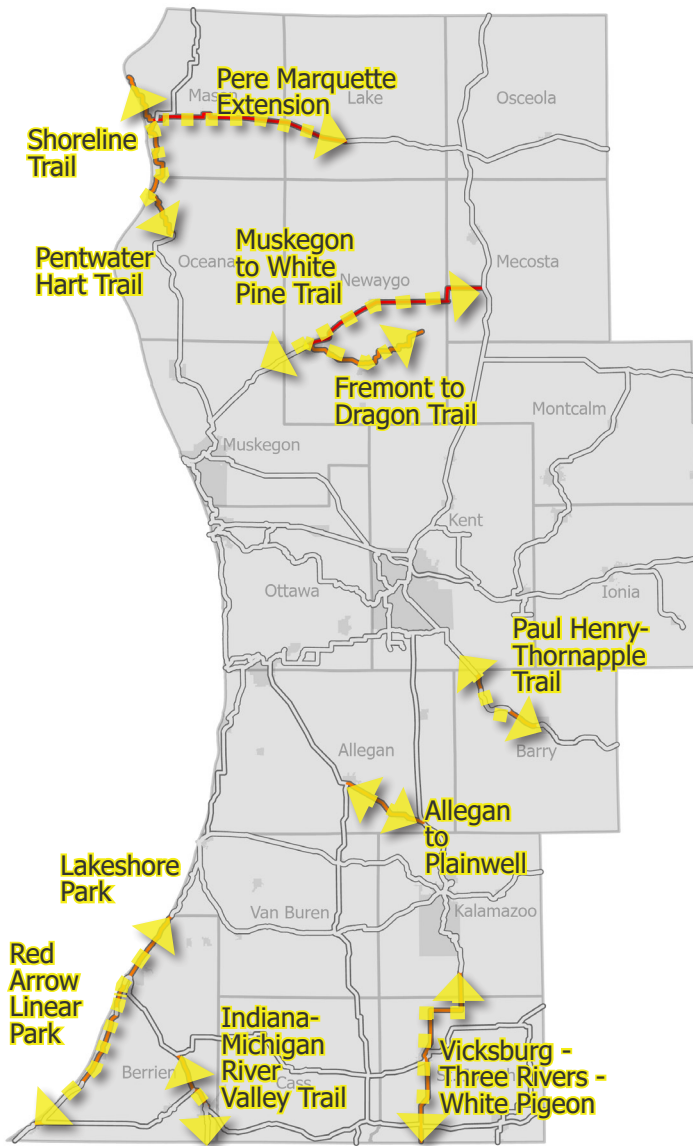 Pere Marquette
Extension
Mason
Lake
Osceola
Shoreline
Trail
Pentwater
Hart Trail
Oceana
Muskegon
to White
Pine Trail
Newaygo
Mecosta
Fremont to
Dragon Trail
Montcalm
Muskegon
Kent
Ottawa
Ionia
Paul Henry-
Thornapple
Trail
Barry
Allegan
Allegan
to
Plainwell
Lakeshore
Park
Van Buren
Kalamazoo
Red
Arrow
Linear
Park
Berrien
Indiana-
Michigan
River
Valley Trail
Cass
Vicksburg -
Three Rivers -
White Pigeon